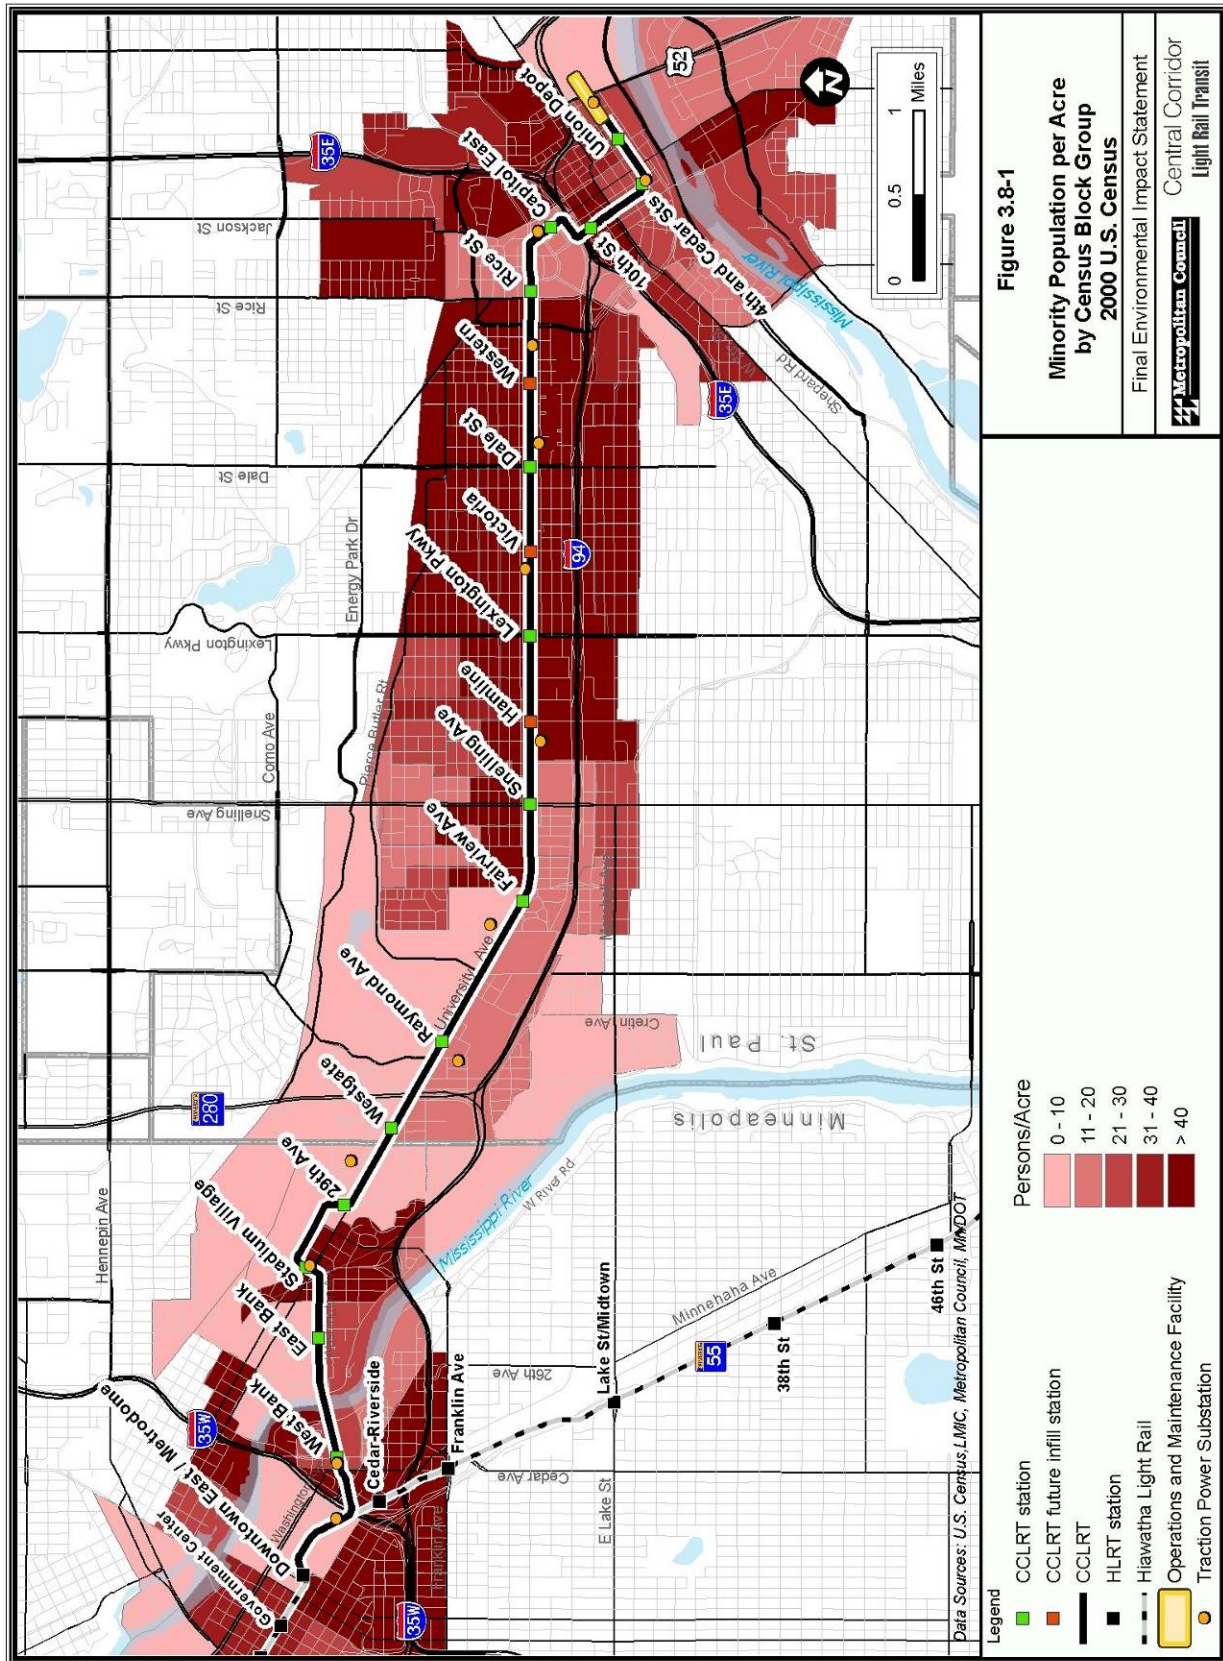 Hennepin Ave
Como Ave
Energy Park Dr
Pierce Butler Rt
Snelling Ave
Lexington Pkwy
Dale St
Rice St
Jackson St
280
35W
35E
52
94
35E
35W
55
Government Center
Downtown East / Metrodome
West Bank
East Bank
Stadium Village
29th Ave
Westgate
Raymond Ave
Fairview Ave
Snelling Ave
Hamline
Lexington Pkwy
Victoria
Dale St
Western
Rice St
Capitol East
10th St
4th and Cedar Sts
Union Depot
Washington
University Ave
Cedar-Riverside
Franklin Ave
Franklin Ave
Cedar Ave
26th Ave
Lake St/Midtown
E Lake St
38th St
46th St
Minnehaha Ave
W River Rd
Mississippi River
Minneapolis
St. Paul
Cretin Ave
Marshall Ave
Shepard Rd
Mississippi River
N
0 0.5 1
Miles
Data Sources: U.S. Census,LMIC, Metropolitan Council, MnDOT
Legend
CCLRT station
CCLRT future infill station
CCLRT
HLRT station
Hiawatha Light Rail
Operations and Maintenance Facility
Traction Power Substation
Persons/Acre
0 - 10
11 - 20
21 - 30
31 - 40
> 40
Figure 3.8-1
Minority Population per Acre
by Census Block Group
2000 U.S. Census
Final Environmental Impact Statement
Metropolitan Council
Central Corridor
Light Rail Transit